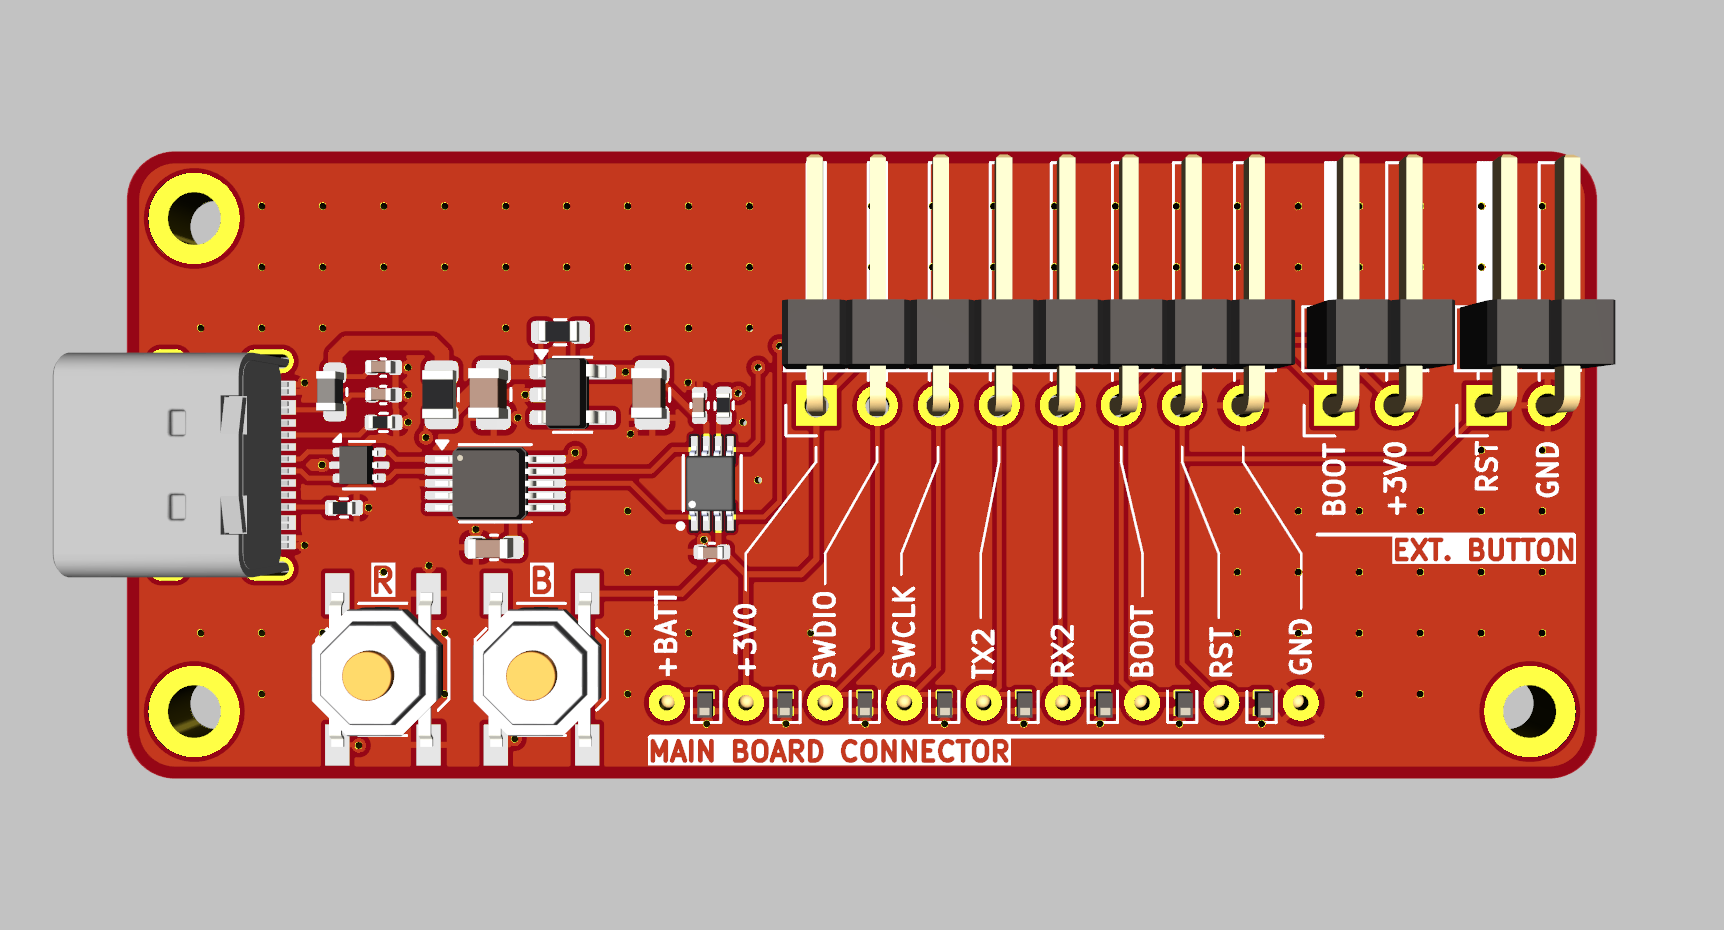 R
B
BOOT
+3V0
RST
GND
EXT. BUTTON
+BATT
+3V0
SWDIO
SWCLK
TX2
RX2
BOOT
RST
GND
MAIN BOARD CONNECTOR